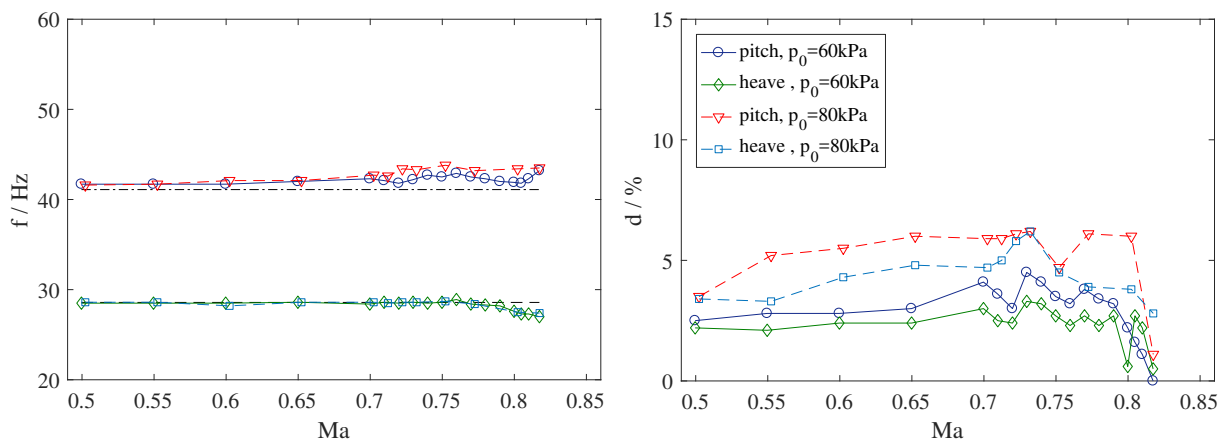 60
50
40
30
20
f / Hz
0.5 0.55 0.6 0.65 0.7 0.75 0.8 0.85
Ma
15
10
5
0
d / %
pitch, p0=60kPa
heave , p0=60kPa
pitch, p0=80kPa
heave , p0=80kPa
0.5 0.55 0.6 0.65 0.7 0.75 0.8 0.85
Ma